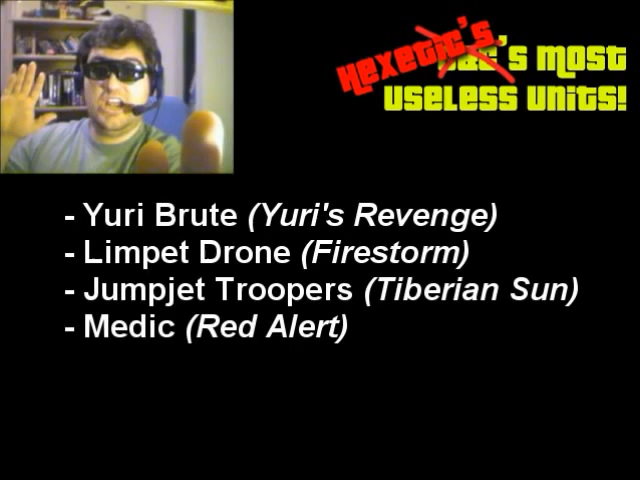 Hexetic's
's most
useless units!
- Yuri Brute (Yuri's Revenge)
- Limpet Drone (Firestorm)
- Jumpjet Troopers (Tiberian Sun)
- Medic (Red Alert)